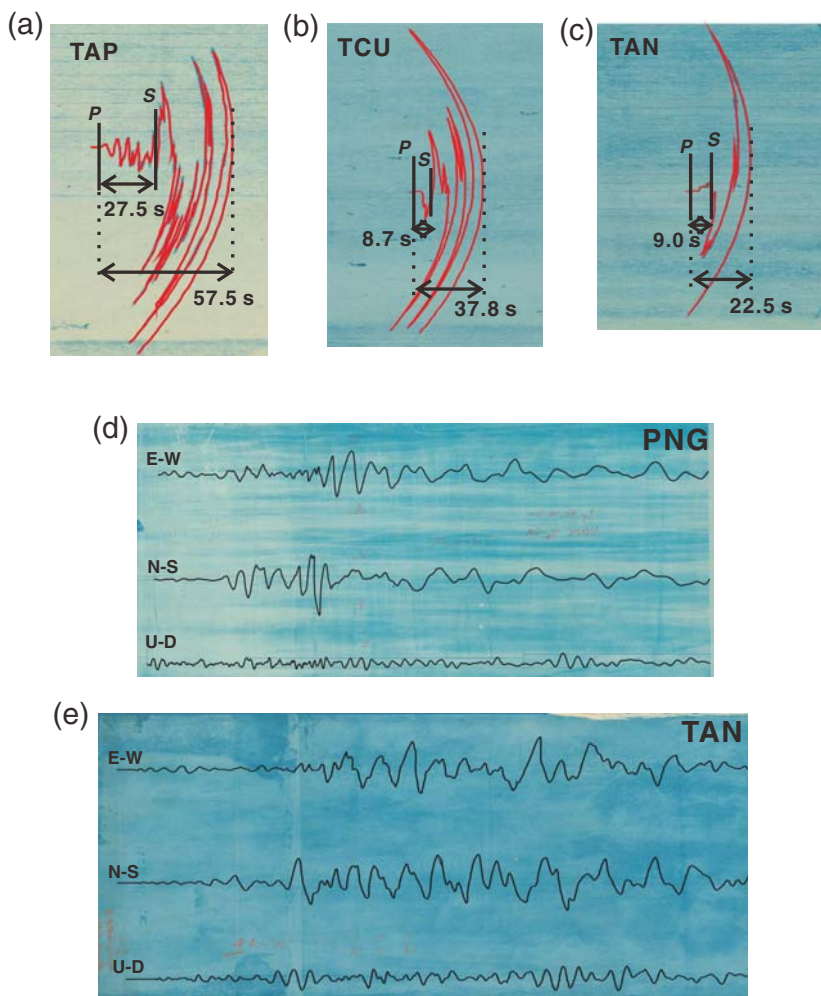 (a)
TAP
P
S
27.5 s
57.5 s
(b)
TCU
P
S
8.7 s
37.8 s
(c)
TAN
P
S
9.0 s
22.5 s
(d)
PNG
E-W
N-S
U-D
(e)
TAN
E-W
N-S
U-D